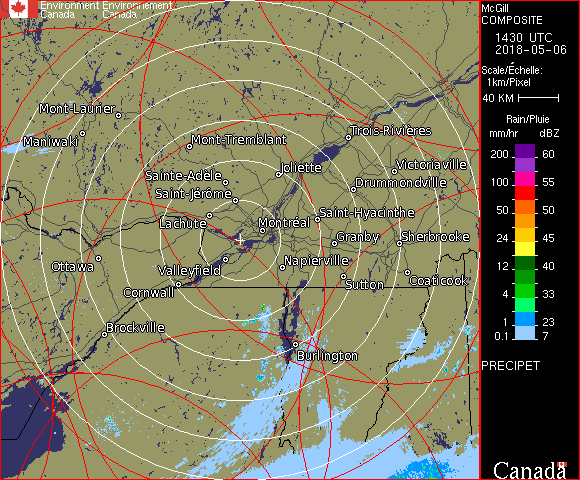 Environment Environnement
Canada Canada
McGill
COMPOSITE
1430 UTC
2018-05-06
Scale/Échelle:
1km/Pixel
40 KM
Rain/Pluie
mm/hr dBZ
200 60
155 55
100 55
50 50
24 45
12 40
4 33
1 23
0.1 7
PRECIPET
Canada
Mont-Laurier
Maniwaki
Mont-Tremblant
Trois-Rivières
Joliette
Victoriaville
Sainte-Adèle
Drummondville
Saint-Jérôme
Lachute
Montréal
Saint-Hyacinthe
Granby
Sherbrooke
Ottawa
Valleyfield
Napierville
Cornwall
Sutton
Coaticook
Brockville
Burlington